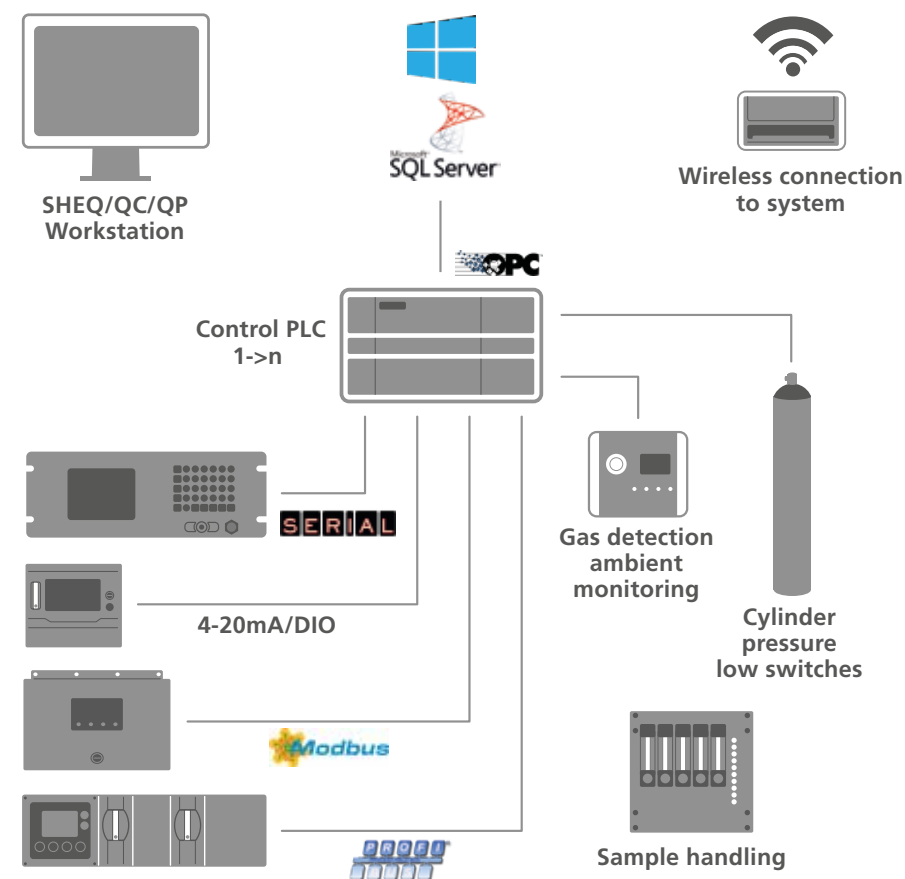 SHEQ/QC/QP
Workstation
Microsoft
SQL Server
Wireless connection
to system
OPC
Control PLC
1->n
SERIAL
4-20mA/DIO
Modbus
PROFI
Gas detection
ambient
monitoring
Cylinder
pressure
low switches
Sample handling